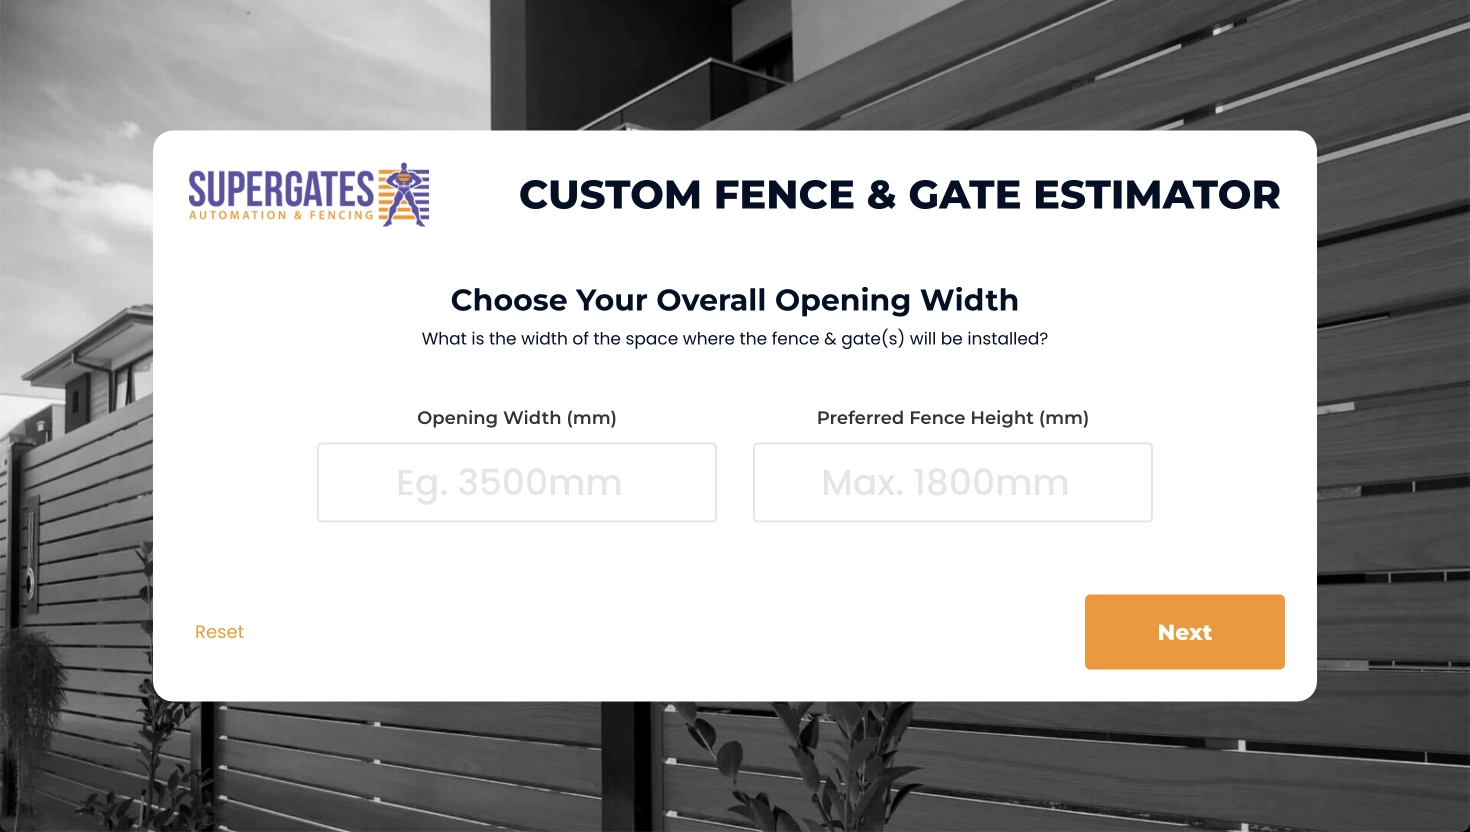 SUPERGATES
AUTOMATION & FENCING
CUSTOM FENCE & GATE ESTIMATOR
Choose Your Overall Opening Width
What is the width of the space where the fence & gate(s) will be installed?
Opening Width (mm)
Preferred Fence Height (mm)
Eg. 3500mm
Max. 1800mm
Reset
Next